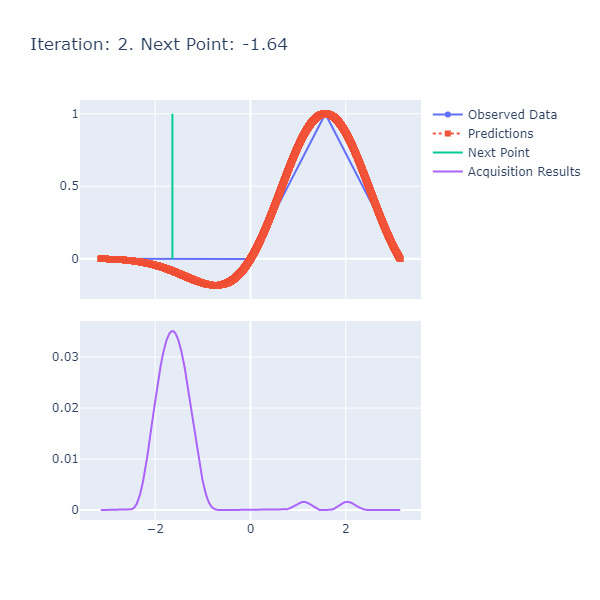 Iteration: 2. Next Point: -1.64
1
0.5
0
Observed Data
Predictions
Next Point
Acquisition Results
0.03
0.02
0.01
0
−2
0
2